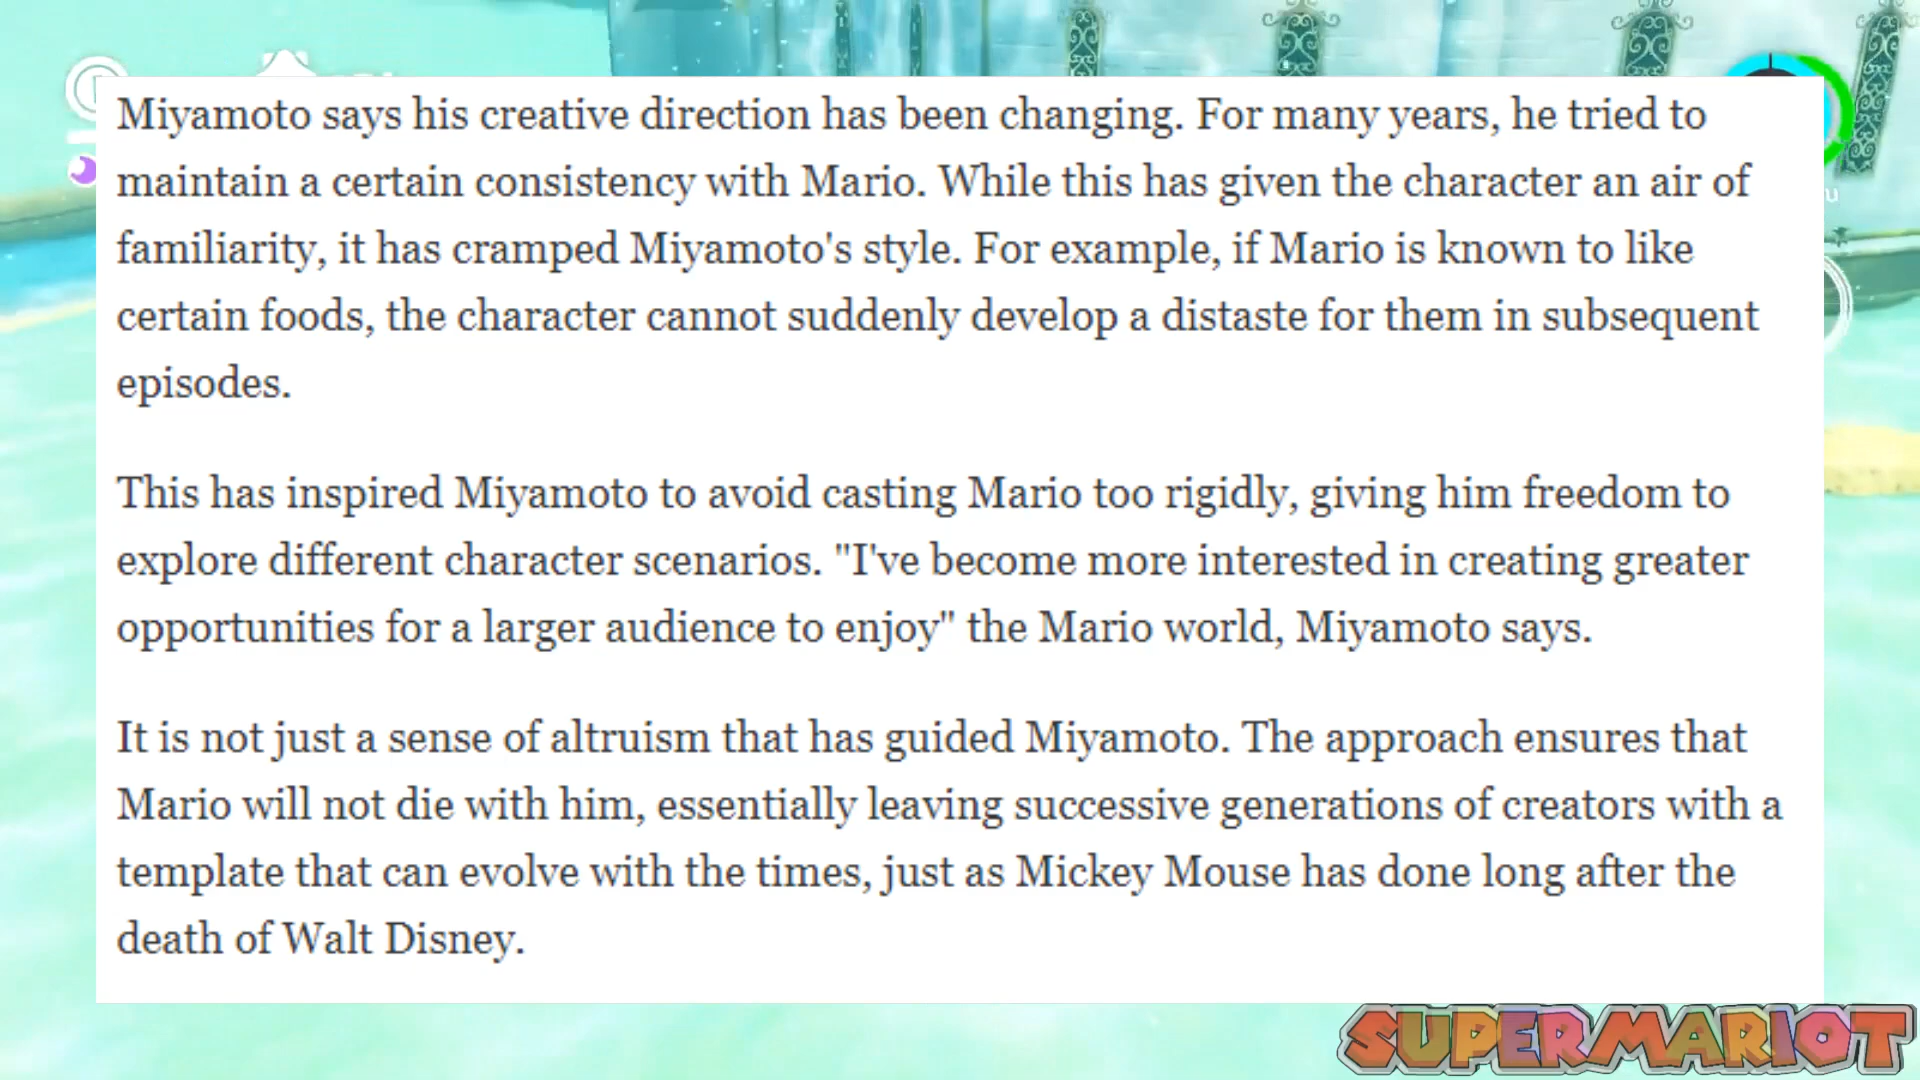 Miyamoto says his creative direction has been changing. For many years, he tried to
maintain a certain consistency with Mario. While this has given the character an air of
familiarity, it has cramped Miyamoto's style. For example, if Mario is known to like
certain foods, the character cannot suddenly develop a distaste for them in subsequent
episodes.
This has inspired Miyamoto to avoid casting Mario too rigidly, giving him freedom to
explore different character scenarios. "I've become more interested in creating greater
opportunities for a larger audience to enjoy" the Mario world, Miyamoto says.
It is not just a sense of altruism that has guided Miyamoto. The approach ensures that
Mario will not die with him, essentially leaving successive generations of creators with a
template that can evolve with the times, just as Mickey Mouse has done long after the
death of Walt Disney.
SUPERMARIOT